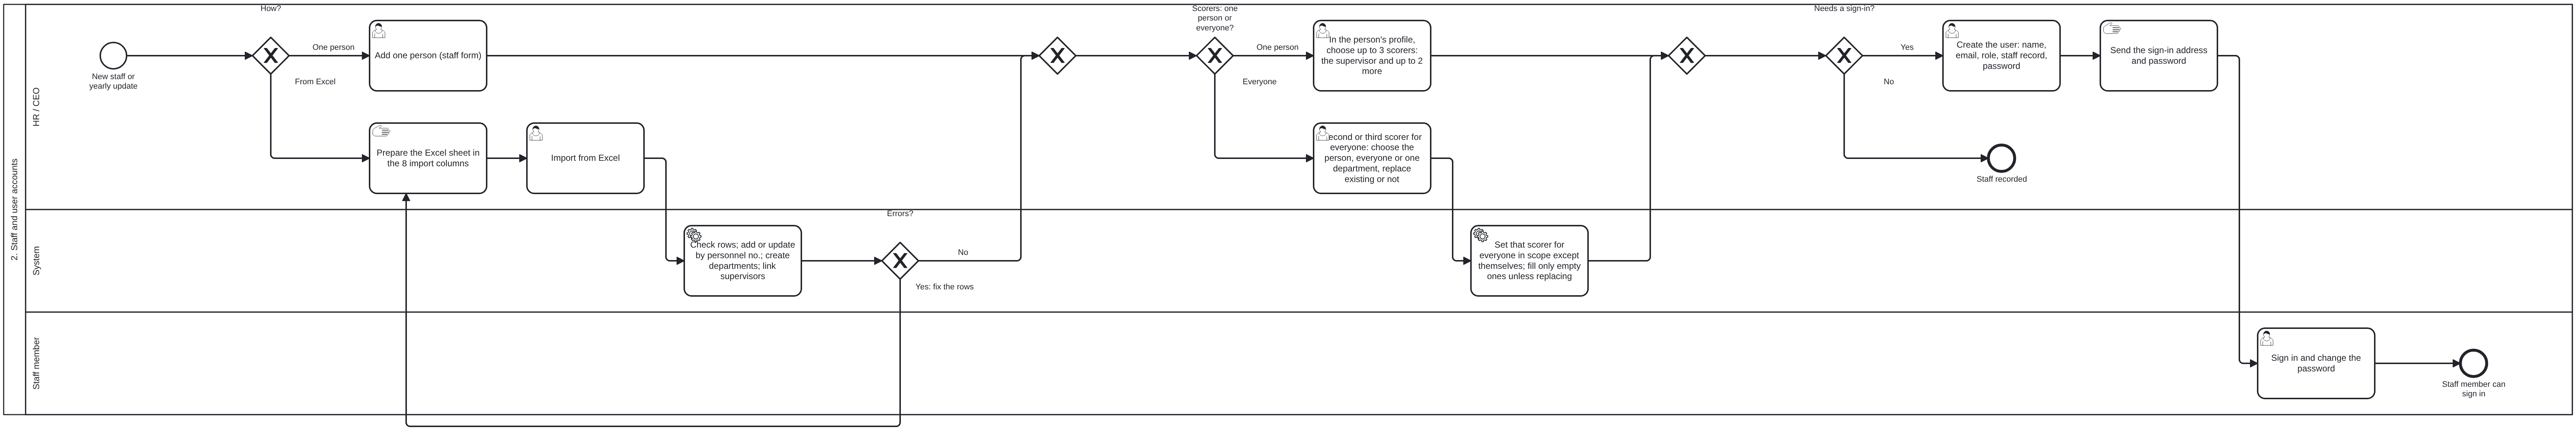 2. Staff and user accounts
HR / CEO
How?
New staff or
yearly update
One person
From Excel
Add one person (staff form)
Prepare the Excel sheet in
the 8 import columns
Import from Excel
Scorers: one
person or
everyone?
One person
Everyone
In the person's profile,
choose up to 3 scorers:
the supervisor and up to 2
more
econd or third scorer for
everyone: choose the
person, everyone or one
department, replace
existing or not
Needs a sign-in?
Yes
No
Create the user: name,
email, role, staff record,
password
Send the sign-in address
and password
Staff recorded
System
Check rows; add or update
by personnel no.; create
departments; link
supervisors
Errors?
No
Yes: fix the rows
Set that scorer for
everyone in scope except
themselves; fill only empty
ones unless replacing
Staff member
Sign in and change the
password
Staff member can
sign in